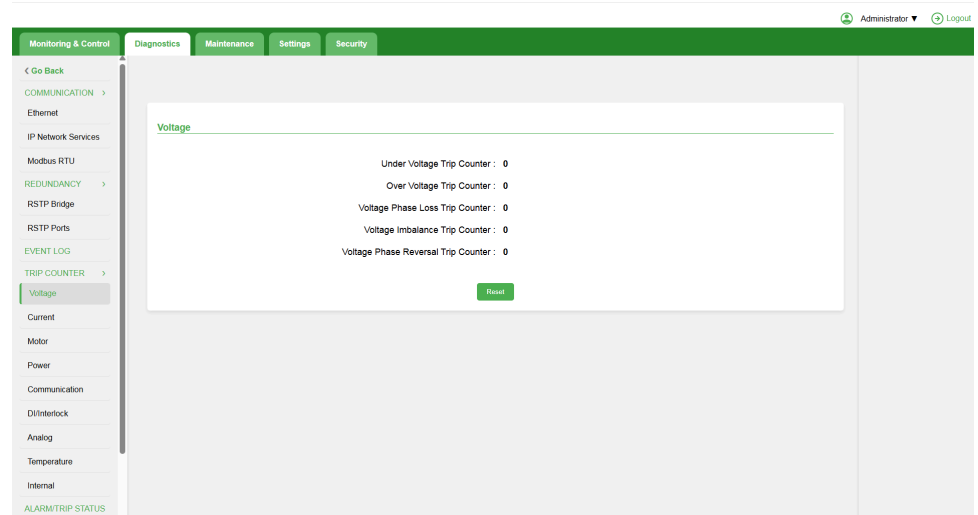 Administrator ▼ Logout
Monitoring & Control Diagnostics Maintenance Settings Security
Go Back
COMMUNICATION
Ethernet
IP Network Services
Modbus RTU
REDUNDANCY
RSTP Bridge
RSTP Ports
EVENT LOG
TRIP COUNTER
Voltage
Current
Motor
Power
Communication
DI/Interlock
Analog
Temperature
Internal
ALARM/TRIP STATUS
Voltage
Under Voltage Trip Counter : 0
Over Voltage Trip Counter : 0
Voltage Phase Loss Trip Counter : 0
Voltage Imbalance Trip Counter : 0
Voltage Phase Reversal Trip Counter : 0
Reset